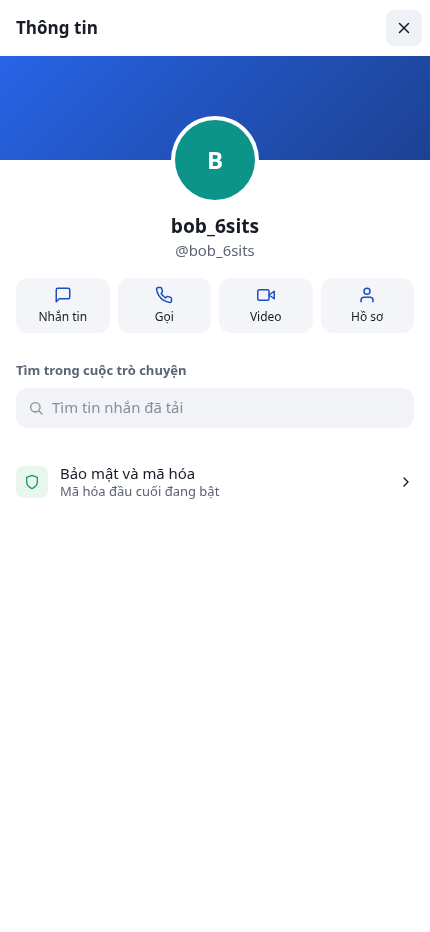 Thông tin
B
bob_6sits
@bob_6sits
Nhắn tin
Gọi
Video
Hồ sơ
Tìm trong cuộc trò chuyện
Tìm tin nhắn đã tải
Bảo mật và mã hóa
Mã hóa đầu cuối đang bật